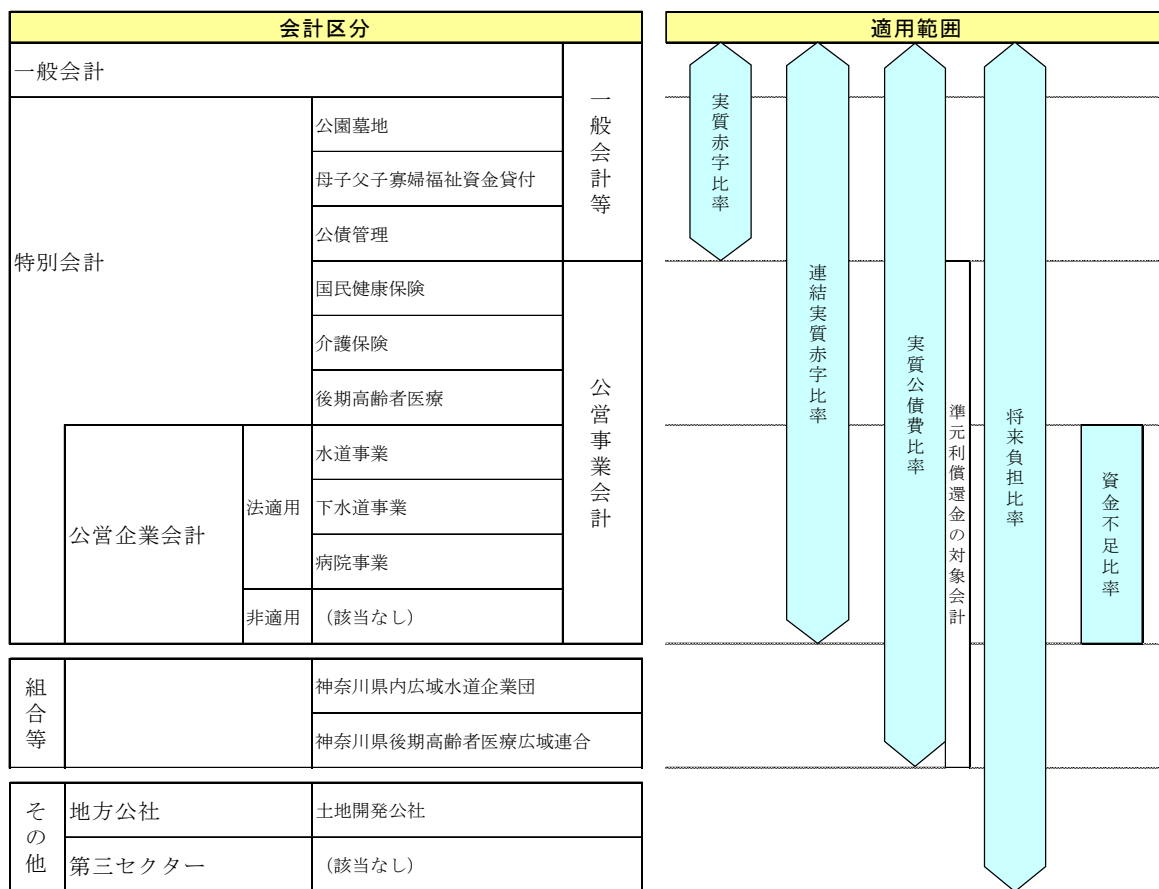 会計区分
適用範囲
一般会計
一般会計等
特別会計
公園墓地
母子父子寡婦福祉資金貸付
公債管理
国民健康保険
介護保険
後期高齢者医療
公営事業会計
公営企業会計
法適用
水道事業
下水道事業
病院事業
非適用
（該当なし）
組合等
神奈川県内広域水道企業団
神奈川県後期高齢者医療広域連合
その他
地方公社
土地開発公社
第三セクター
（該当なし）
実質赤字比率
連結実質赤字比率
実質公債費比率
準元利償還金の対象会計
将来負担比率
資金不足比率